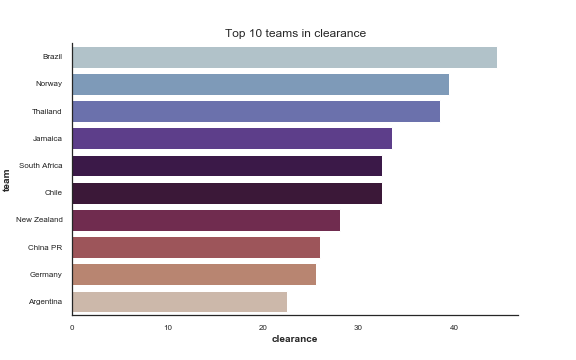 Top 10 teams in clearance
team
Brazil
Norway
Thailand
Jamaica
South Africa
Chile
New Zealand
China PR
Germany
Argentina
0 10 20 30 40
clearance